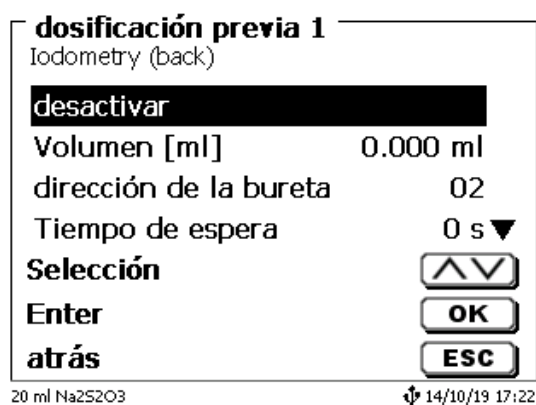 dosificación previa 1
Iodometry (back)
desactivar
Volumen [ml] 0.000 ml
dirección de la bureta 02
Tiempo de espera 0 s
Selección
Enter OK
atrás ESC
20 ml Na2S2O3 14/10/19 17:22